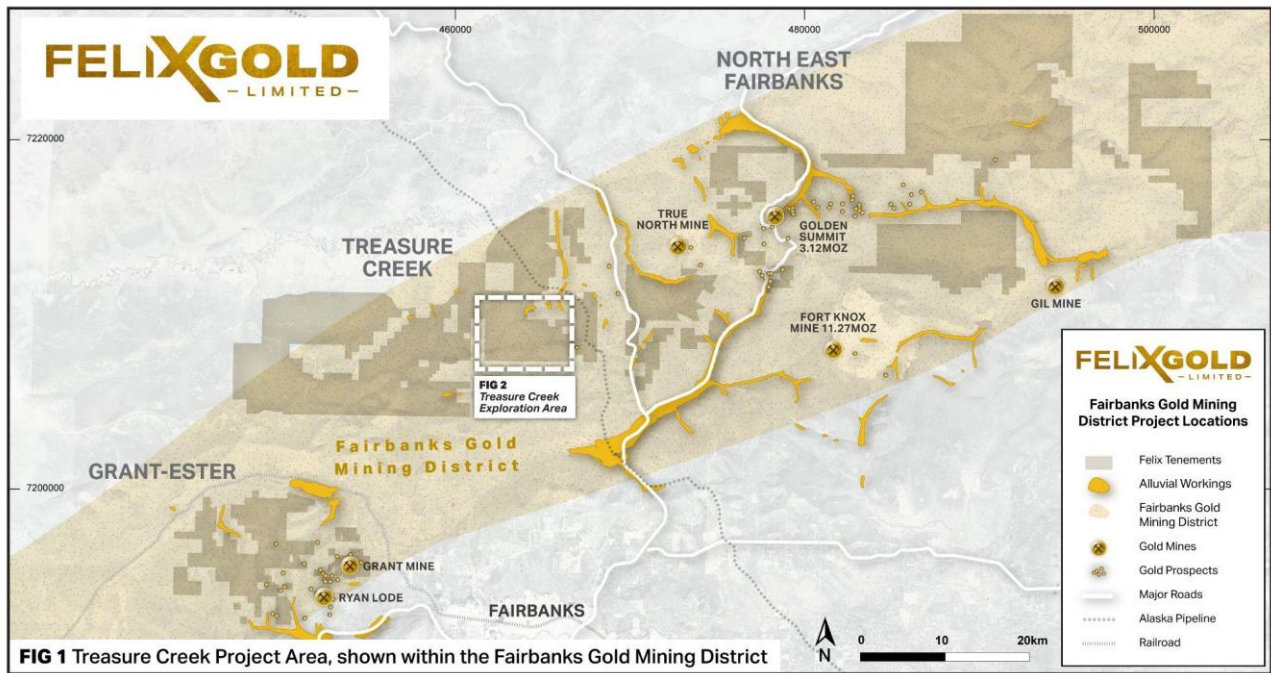 FELIXGOLD
LIMITED
460000
480000
500000
7220000
7200000
NORTH EAST
FAIRBANKS
TREASURE
CREEK
TRUE
NORTH MINE
GOLDEN
SUMMIT
3.12MOZ
GIL MINE
FORT KNOX
MINE 11.27MOZ
FIG 2
Treasure Creek
Exploration Area
Fairbanks Gold
Mining District
GRANT-ESTER
GRANT MINE
RYAN LODE
FAIRBANKS
FELIXGOLD
LIMITED
Fairbanks Gold Mining
District Project Locations
Felix Tenements
Alluvial Workings
Fairbanks Gold
Mining District
Gold Mines
Gold Prospects
Major Roads
Alaska Pipeline
Railroad
N
0 10 20km
FIG 1 Treasure Creek Project Area, shown within the Fairbanks Gold Mining District